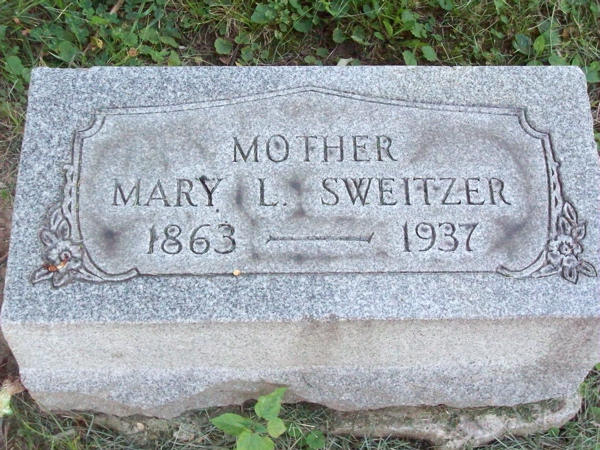 MOTHER
MARY L. SWEITZER
1863 — 1937